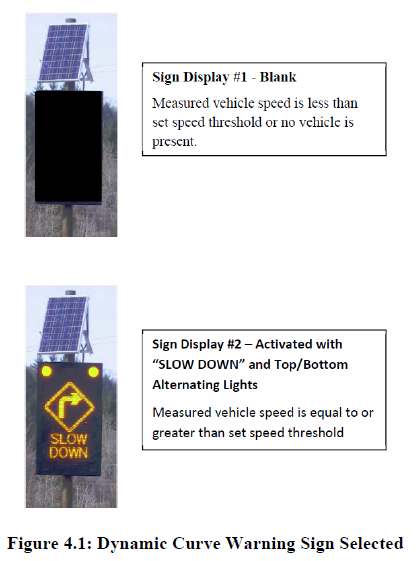 Sign Display #1 - Blank
Measured vehicle speed is less than
set speed threshold or no vehicle is
present.
SLOW
DOWN
Sign Display #2 – Activated with
“SLOW DOWN” and Top/Bottom
Alternating Lights
Measured vehicle speed is equal to or
greater than set speed threshold
Figure 4.1: Dynamic Curve Warning Sign Selected